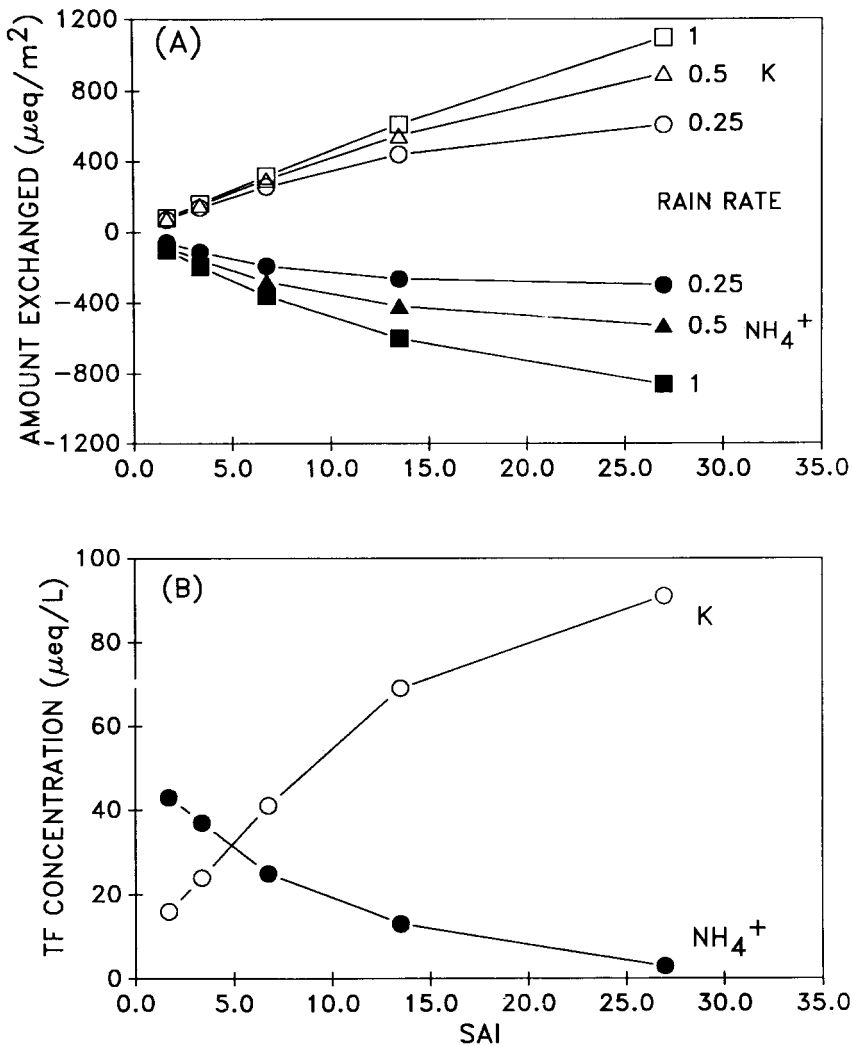 (A)
AMOUNT EXCHANGED (µeq/m²)
1200
800
400
0
-400
-800
-1200
1
0.5 K
0.25
RAIN RATE
0.25
0.5 NH₄⁺
1
0.0 5.0 10.0 15.0 20.0 25.0 30.0 35.0
(B)
TF CONCENTRATION (µeq/L)
100
80
60
40
20
0
K
NH₄⁺
0.0 5.0 10.0 15.0 20.0 25.0 30.0 35.0
SAI